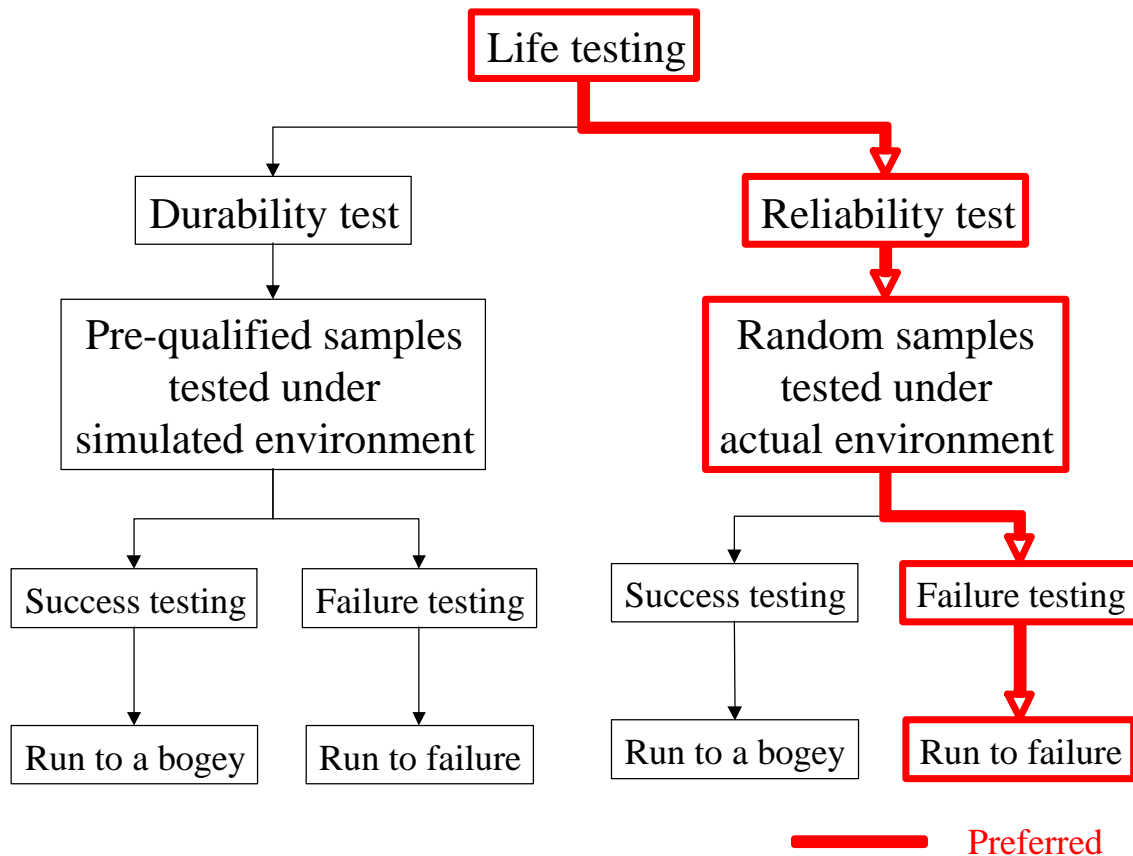 Life testing
Durability test
Reliability test
Pre-qualified samples
tested under
simulated environment
Random samples
tested under
actual environment
Success testing
Failure testing
Success testing
Failure testing
Run to a bogey
Run to failure
Run to a bogey
Run to failure
Preferred